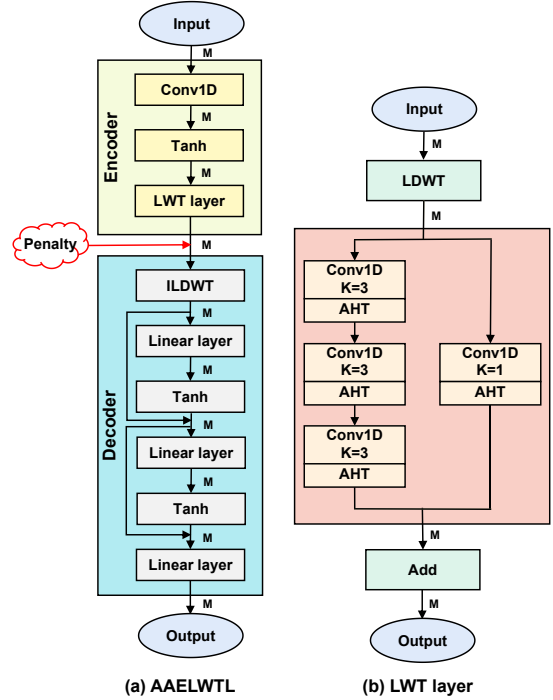 Input
M
Encoder
Conv1D
M
Tanh
M
LWT layer
Penalty
M
Decoder
ILDWT
M
Linear layer
M
Tanh
M
Linear layer
M
Tanh
M
Linear layer
M
Output
(a) AAELWTL
Input
M
LDWT
M
Conv1D
K=3
AHT
Conv1D
K=3
AHT
Conv1D
K=3
AHT
Conv1D
K=1
AHT
M
Add
M
Output
(b) LWT layer